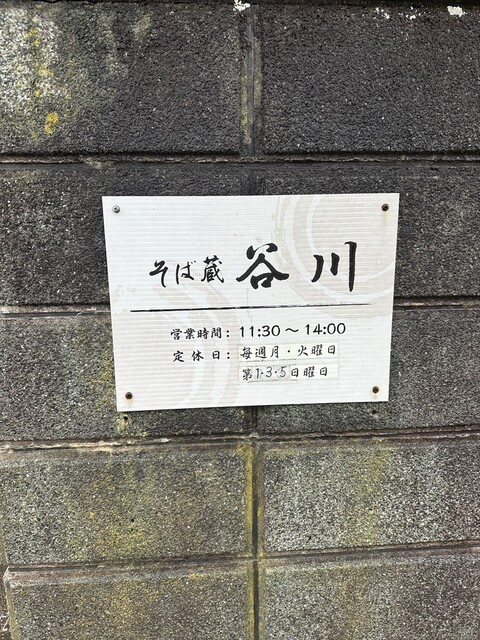 そば蔵 谷川
営業時間：11:30～14:00
定休日：毎週月・火曜日
第1・3・5日曜日